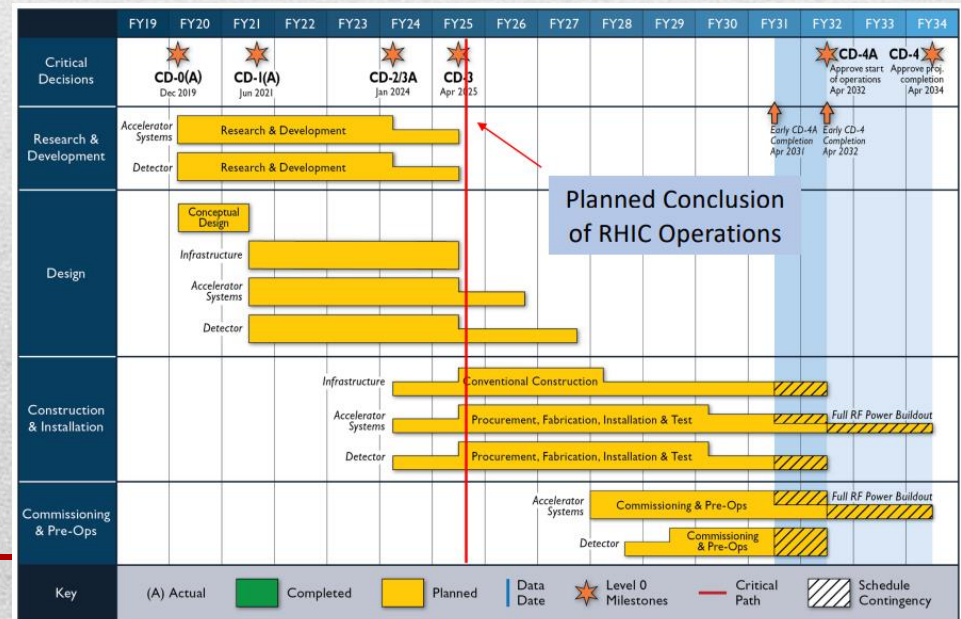 FY19 FY20 FY21 FY22 FY23 FY24 FY25 FY26 FY27 FY28 FY29 FY30 FY31 FY32 FY33 FY34
Critical
Decisions
CD-0(A)
Dec 2019
CD-1(A)
Jun 2021
CD-2/3A
Jan 2024
CD-3
Apr 2025
CD-4A
Approve start
of operations
Apr 2032
CD-4
Approve proj.
completion
Apr 2034
Research &
Development
Accelerator
Systems
Research & Development
Detector
Research & Development
Early CD-4A
Completion
Apr 2031
Early CD-4
Completion
Apr 2032
Planned Conclusion
of RHIC Operations
Design
Conceptual
Design
Infrastructure
Accelerator
Systems
Detector
Construction
& Installation
Infrastructure
Conventional Construction
Accelerator
Systems
Procurement, Fabrication, Installation & Test
Full RF Power Buildout
Detector
Procurement, Fabrication, Installation & Test
Commissioning
& Pre-Ops
Accelerator
Systems
Commissioning & Pre-Ops
Full RF Power Buildout
Detector
Commissioning
& Pre-Ops
Key
(A) Actual
Completed
Planned
Data
Date
Level 0
Milestones
Critical
Path
Schedule
Contingency